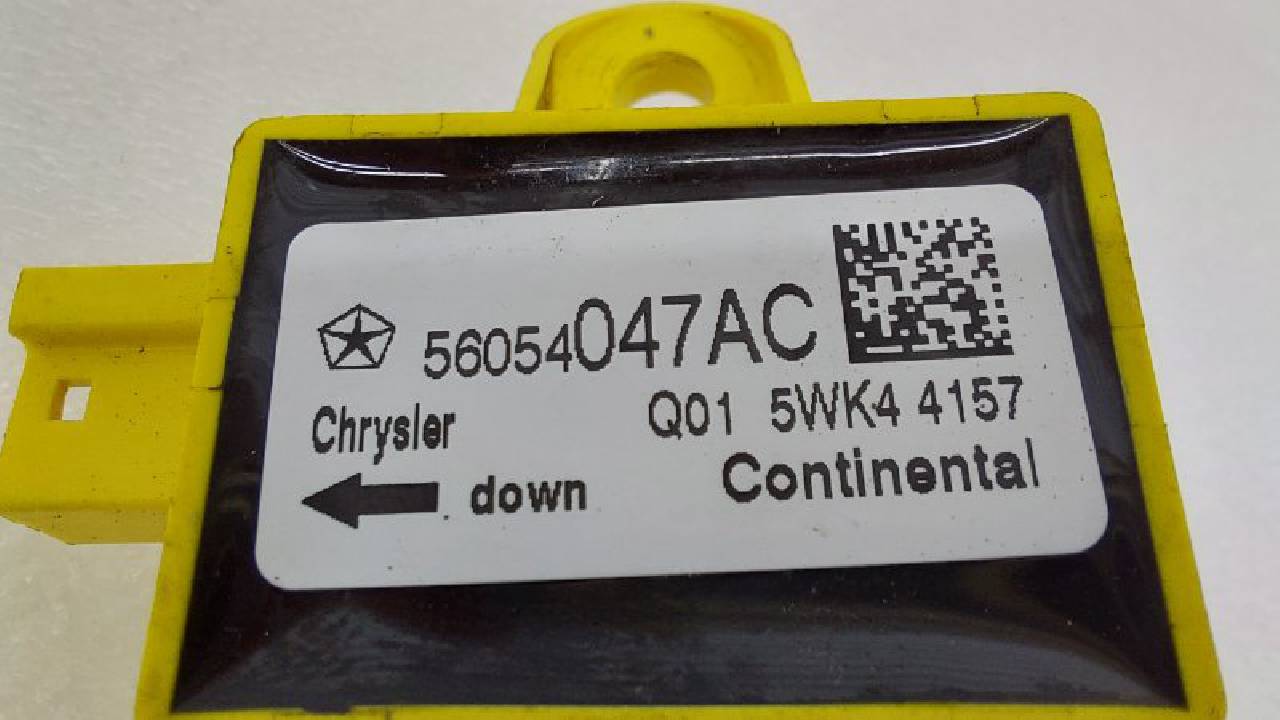 56054047AC
Chrysler Q01 5WK4 4157
← down Continental